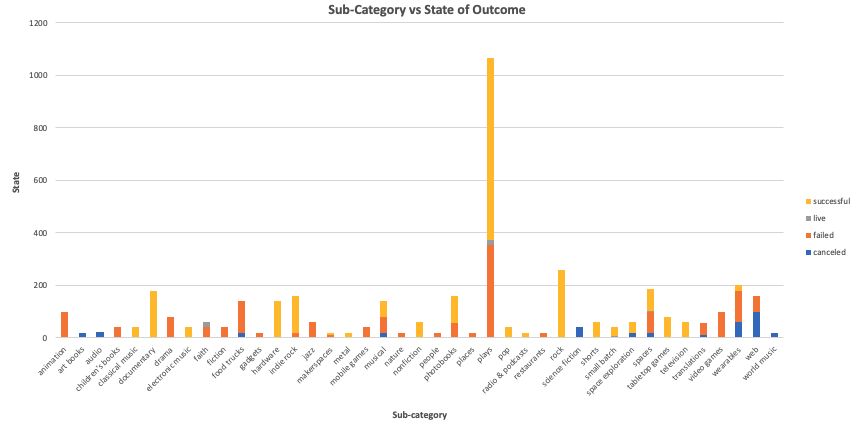 Sub-Category vs State of Outcome
1200
1000
800
600
400
200
0
State
animation
art books
audio
children's books
classical music
documentary
drama
electronic music
faith
fiction
food trucks
gadgets
hardware
indie rock
jazz
makerspaces
metal
mobile games
musical
nature
nonfiction
people
photobooks
places
plays
pop
radio & podcasts
restaurants
rock
science fiction
shorts
small batch
space exploration
spaces
tabletop games
television
translations
video games
wearables
web
world music
Sub-category
successful
live
failed
canceled